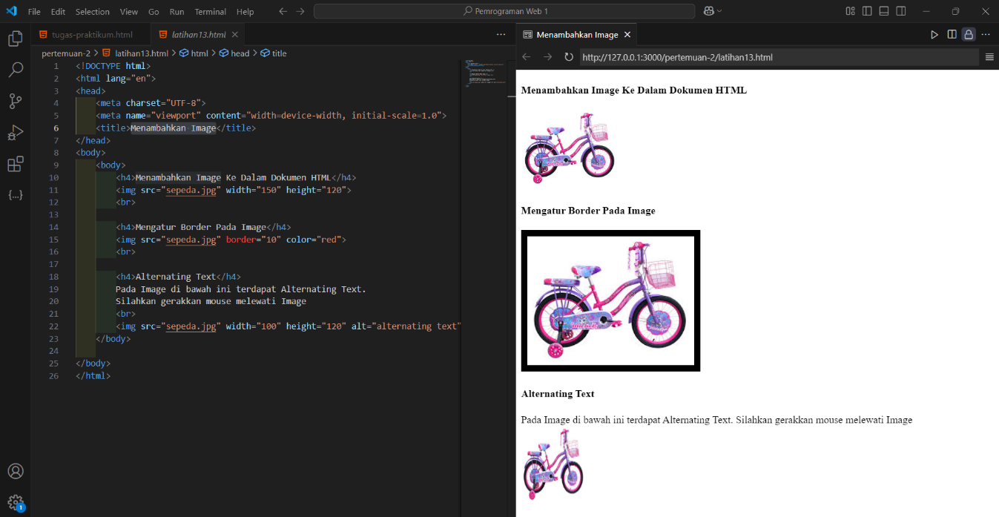 File Edit Selection View Go Run Terminal Help
Pemrograman Web 1
tugas-praktikum.html
latihan13.html
pertemuan-2 > latihan13.html > html > head > title
1 <!DOCTYPE html>
2 <html lang="en">
3 <head>
4 <meta charset="UTF-8">
5 <meta name="viewport" content="width=device-width, initial-scale=1.0">
6 <title>Menambahkan Image</title>
7 </head>
8 <body>
9 <body>
10 <h4>Menambahkan Image Ke Dalam Dokumen HTML</h4>
11 <img src="sepeda.jpg" width="150" height="120">
12 <br>
13
14 <h4>Mengatur Border Pada Image</h4>
15 <img src="sepeda.jpg" border="10" color="red">
16 <br>
17
18 <h4>Alternating Text</h4>
19 Pada Image di bawah ini terdapat Alternating Text.
20 Silahkan gerakkan mouse melewati Image
21 <br>
22 <img src="sepeda.jpg" width="100" height="120" alt="alternating text"
23 </body>
24
25 </body>
26 </html>
1
Menambahkan Image
http://127.0.0.1:3000/pertemuan-2/latihan13.html
Menambahkan Image Ke Dalam Dokumen HTML
Mengatur Border Pada Image
Alternating Text
Pada Image di bawah ini terdapat Alternating Text. Silahkan gerakkan mouse melewati Image